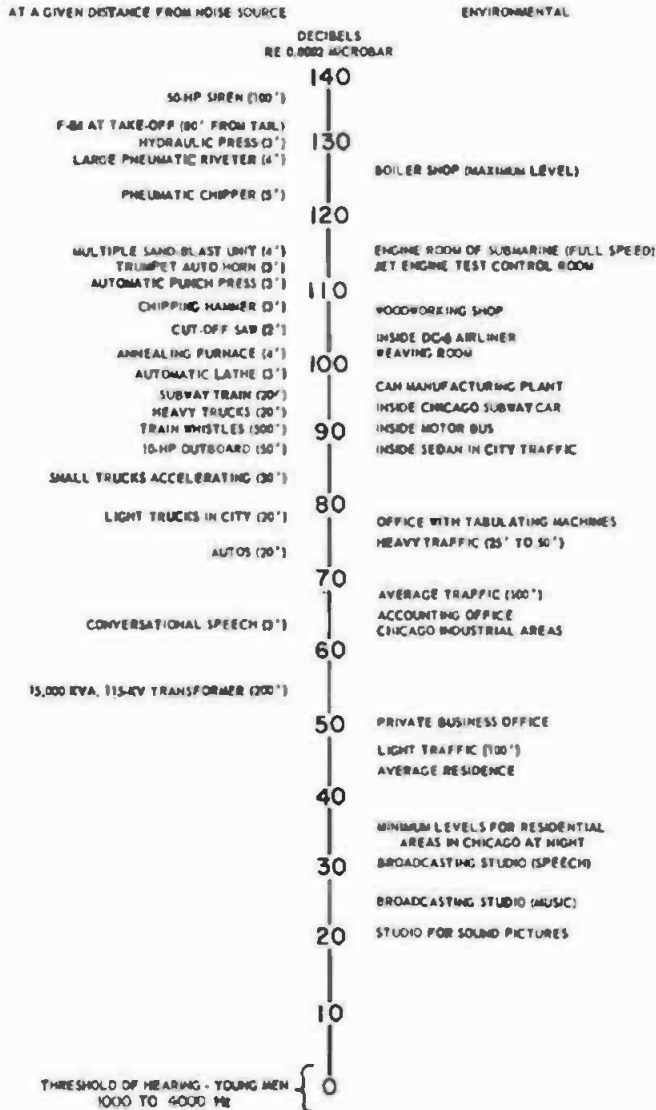 AT A GIVEN DISTANCE FROM NOISE SOURCE
ENVIRONMENTAL
DECIBELS
RE 0.0002 MICROBAR
140
50-HP SIREN (100')
F-84 AT TAKE-OFF (80' FROM TAIL)
130
HYDRAULIC PRESS (3')
LARGE PNEUMATIC RIVETER (4')
BOILER SHOP (MAXIMUM LEVEL)
PNEUMATIC CHIPPER (5')
120
MULTIPLE SAND-BLAST UNIT (4')
ENGINE ROOM OF SUBMARINE (FULL SPEED)
TRUMPET AUTO HORN (3')
JET ENGINE TEST CONTROL ROOM
AUTOMATIC PUNCH PRESS (3')
110
CHIPPING HAMMER (3')
WOODWORKING SHOP
CUT-OFF SAW (2')
INSIDE DC-6 AIRLINER
ANNEALING FURNACE (4')
WEAVING ROOM
100
AUTOMATIC LATHE (3')
SUBWAY TRAIN (20')
CAN MANUFACTURING PLANT
HEAVY TRUCKS (20')
INSIDE CHICAGO SUBWAY CAR
TRAIN WHISTLES (500')
90
INSIDE MOTOR BUS
10-HP OUTBOARD (50')
INSIDE SEDAN IN CITY TRAFFIC
SMALL TRUCKS ACCELERATING (30')
80
LIGHT TRUCKS IN CITY (20')
OFFICE WITH TABULATING MACHINES
HEAVY TRAFFIC (25' TO 50')
AUTOS (20')
70
AVERAGE TRAFFIC (100')
ACCOUNTING OFFICE
CONVERSATIONAL SPEECH (3')
CHICAGO INDUSTRIAL AREAS
60
15,000 KVA, 115-KV TRANSFORMER (200')
50
PRIVATE BUSINESS OFFICE
LIGHT TRAFFIC (100')
AVERAGE RESIDENCE
40
MINIMUM LEVELS FOR RESIDENTIAL
AREAS IN CHICAGO AT NIGHT
30
BROADCASTING STUDIO (SPEECH)
BROADCASTING STUDIO (MUSIC)
20
STUDIO FOR SOUND PICTURES
10
THRESHOLD OF HEARING - YOUNG MEN
1000 TO 4000 Hz
0